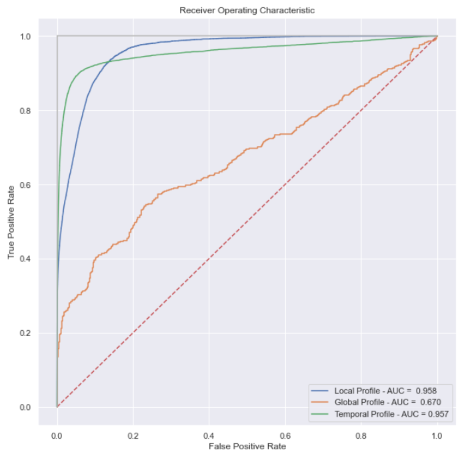 Receiver Operating Characteristic
1.0
0.8
0.6
0.4
0.2
0.0
True Positive Rate
0.0 0.2 0.4 0.6 0.8 1.0
False Positive Rate
Local Profile - AUC = 0.958
Global Profile - AUC = 0.670
Temporal Profile - AUC = 0.957